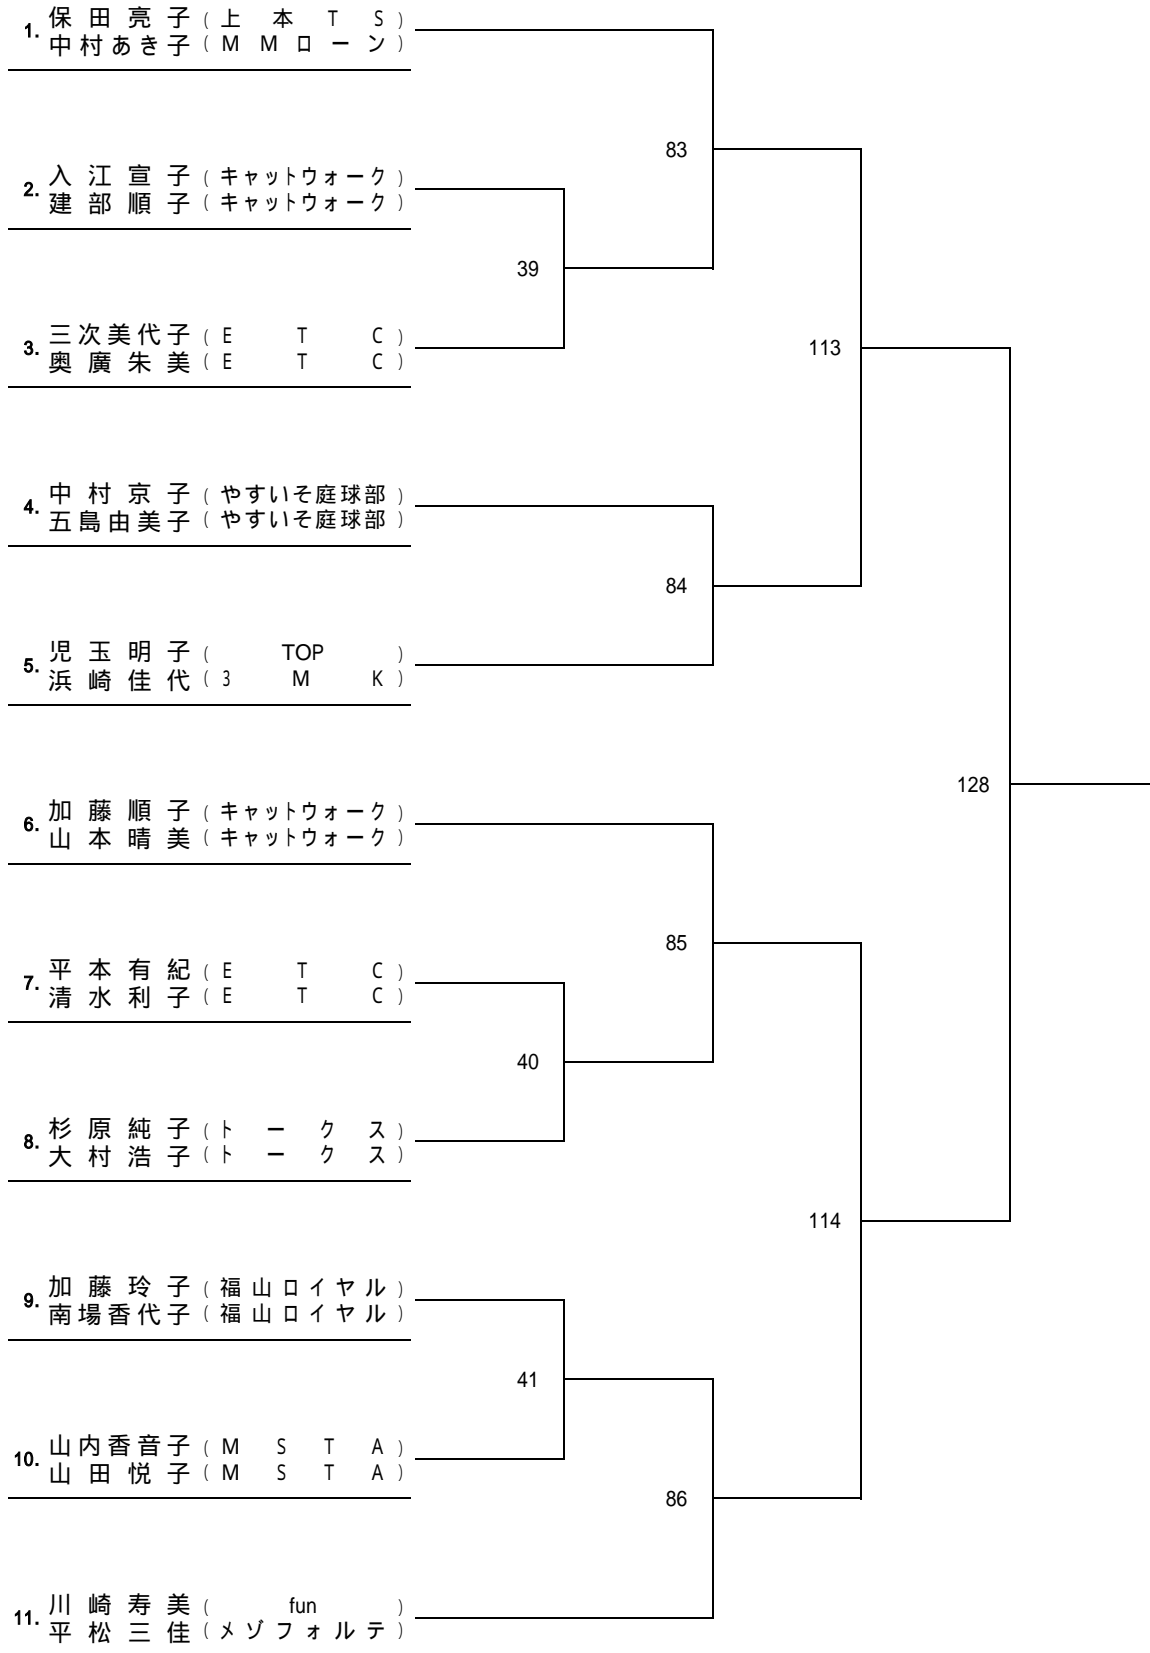 1. 保田亮子(上本TS)
中村あき子(MMローン)
83
2. 入江宣子(キャットウォーク)
建部順子(キャットウォーク)
39
3. 三次美代子(ETC)
奥廣朱美(ETC)
113
4. 中村京子(やすいそ庭球部)
五島由美子(やすいそ庭球部)
84
5. 児玉明子(TOP)
浜崎佳代(3MK)
128
6. 加藤順子(キャットウォーク)
山本晴美(キャットウォーク)
85
7. 平本有紀(ETC)
清水利子(ETC)
40
8. 杉原純子(トークス)
大村浩子(トークス)
114
9. 加藤玲子(福山ロイヤル)
南場香代子(福山ロイヤル)
41
10. 山内香音子(MSTA)
山田悦子(MSTA)
86
11. 川崎寿美(fun)
平松三佳(メゾフォルテ)